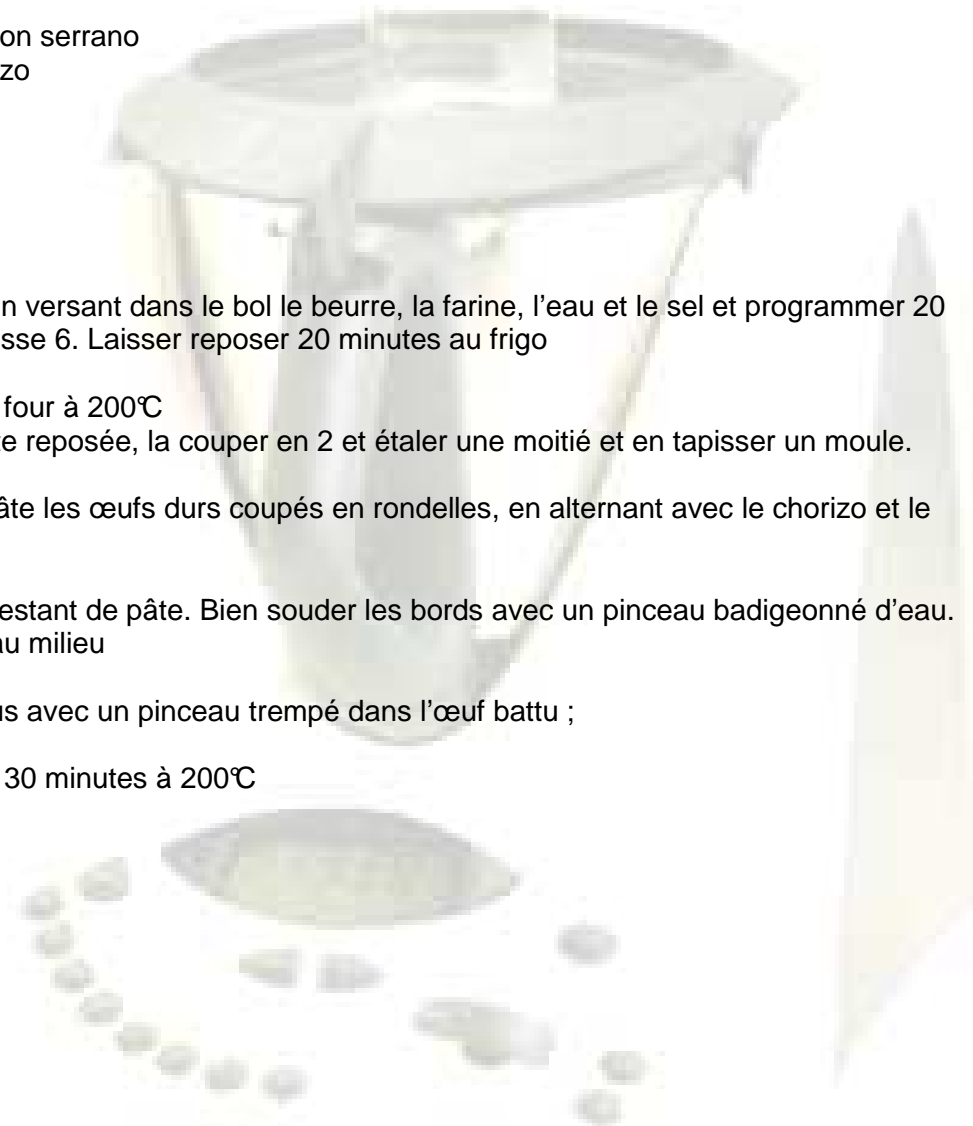 on serrano
zo
n versant dans le bol le beurre, la farine, l’eau et le sel et programmer 20
sse 6. Laisser reposer 20 minutes au frigo
four à 200°C
te reposée, la couper en 2 et étaler une moitié et en tapisser un moule.
âte les œufs durs coupés en rondelles, en alternant avec le chorizo et le
estant de pâte. Bien souder les bords avec un pinceau badigeonné d’eau.
au milieu
us avec un pinceau trempé dans l’œuf battu ;
30 minutes à 200°C